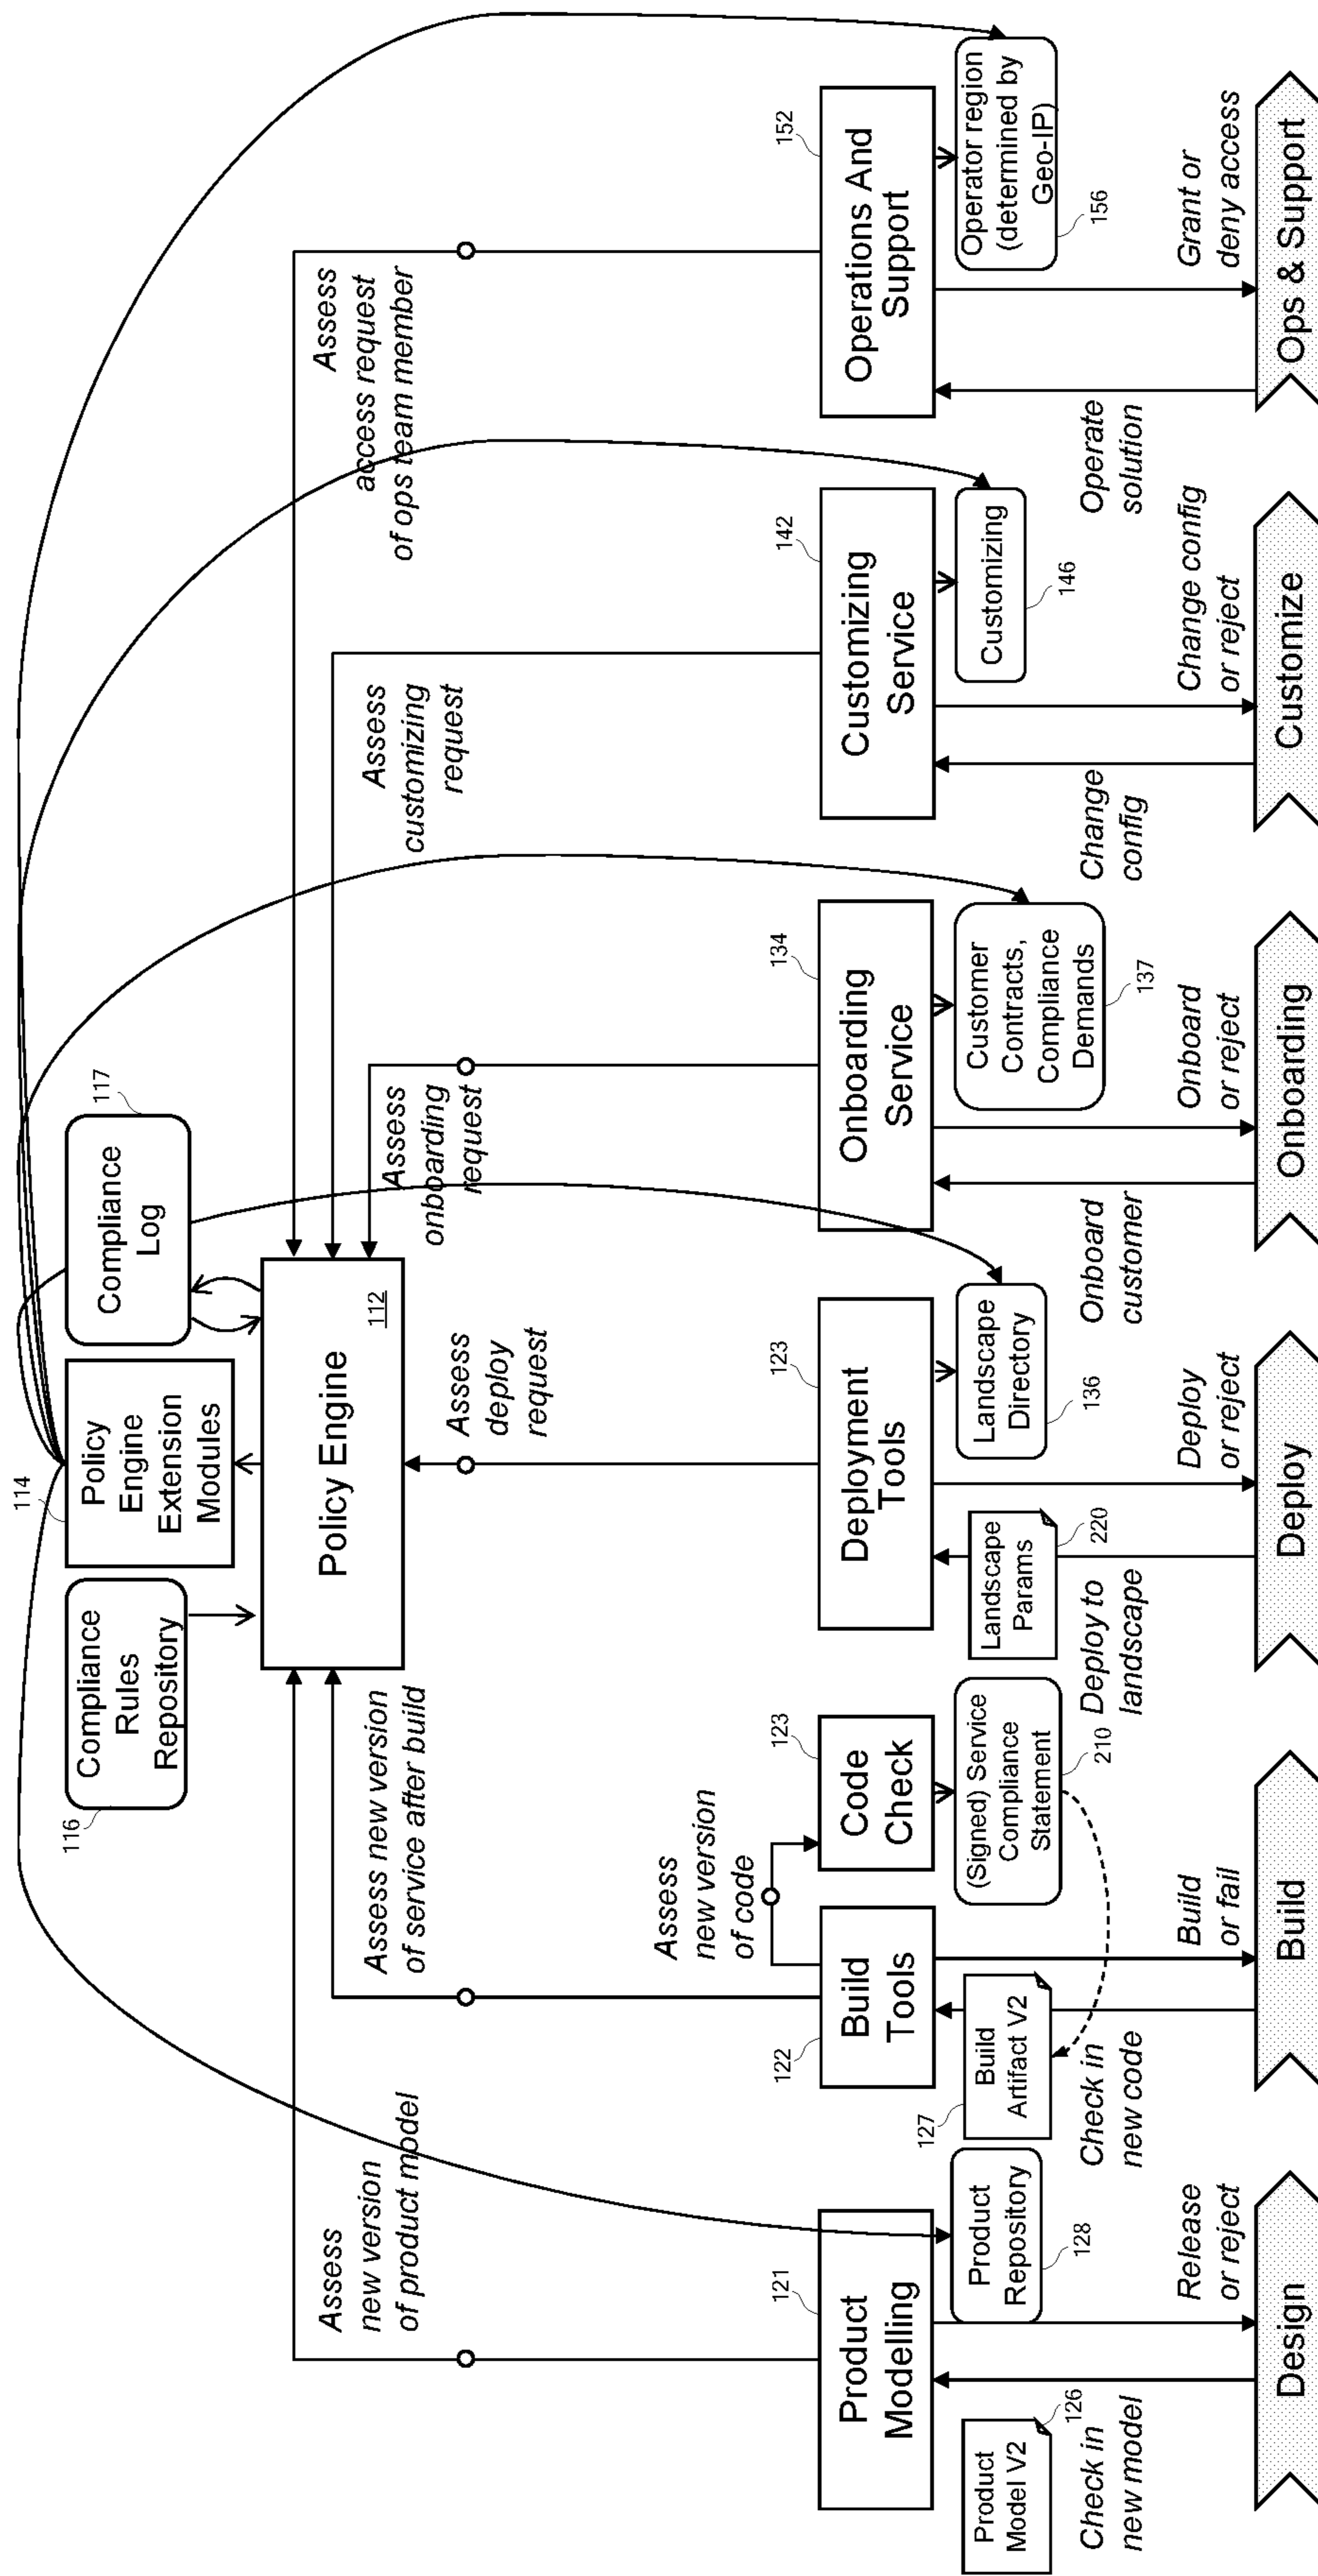 114
116
117
Compliance
Rules
Repository
Policy
Engine
Extension
Modules
Compliance
Log
Policy Engine
112
Assess
new version
of product model
Assess new version
of service after build
Assess
new version
of code
Assess
deploy
request
Assess
onboarding
request
Assess
customizing
request
Assess
access request
of ops team member
121
Product
Modelling
122
Build
Tools
123
Code
Check
123
Deployment
Tools
134
Onboarding
Service
142
Customizing
Service
152
Operations And
Support
Product
Model V2
126
Product
Repository
128
127
Build
Artifact V2
(Signed) Service
Compliance
Statement
210
Landscape
Params
220
Landscape
Directory
136
Customer
Contracts,
Compliance
Demands
137
Customizing
146
Operator region
(determined by
Geo-IP)
156
Check in
new model
Release
or reject
Check in
new code
Build
or fail
Deploy to
landscape
Deploy
or reject
Onboard
customer
Onboard
or reject
Change
config
Change config
or reject
Operate
solution
Grant or
deny access
Design
Build
Deploy
Onboarding
Customize
Ops & Support